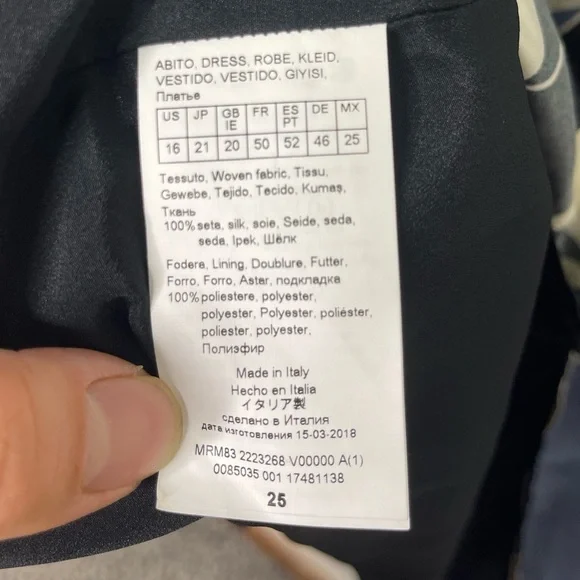 ABITO, DRESS, ROBE, KLEID,
VESTIDO, VESTIDO, GIYISI,
Платье
US JP GB IE FR ES PT DE MX
16 21 20 50 52 46 25
Tessuto, Woven fabric, Tissu,
Gewebe, Tejido, Tecido, Kumaş,
Ткань
100% seta, silk, soie, Seide, seda,
seda, Ipek, Шёлк
Fodera, Lining, Doublure, Futter,
Forro, Forro, Astar, подкладка
100% poliestere, polyester,
polyester, Polyester, poliéster,
poliester, polyester,
Полиэфир
Made in Italy
Hecho en Italia
イタリア製
сделано в Италия
дата изготовления 15-03-2018
MRM83 2223268 V00000 A(1)
0085035 001 17481138
25